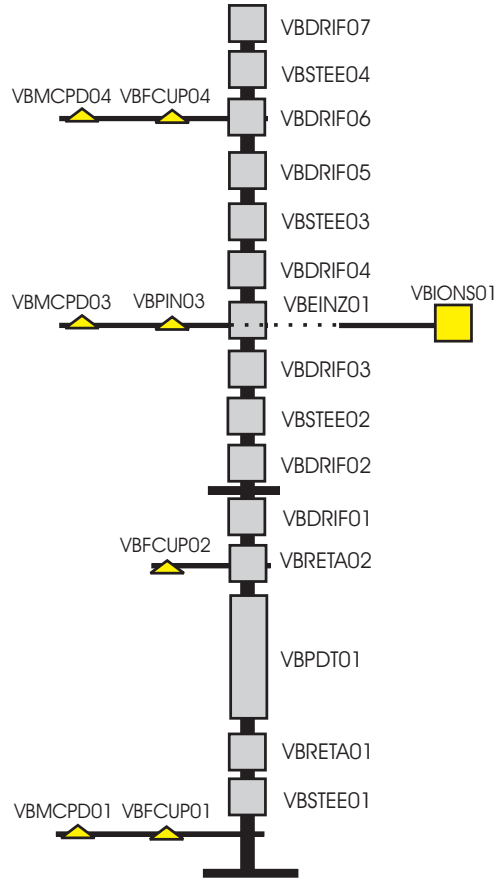 VBDRIF07
VBSTEE04
VBMCPD04 VBFCUP04
VBDRIF06
VBDRIF05
VBSTEE03
VBDRIF04
VBMCPD03 VBPIN03 VBEINZ01 VBIONS01
VBDRIF03
VBSTEE02
VBDRIF02
VBDRIF01
VBFCUP02
VBRETA02
VBPDT01
VBRETA01
VBSTEE01
VBMCPD01 VBFCUP01